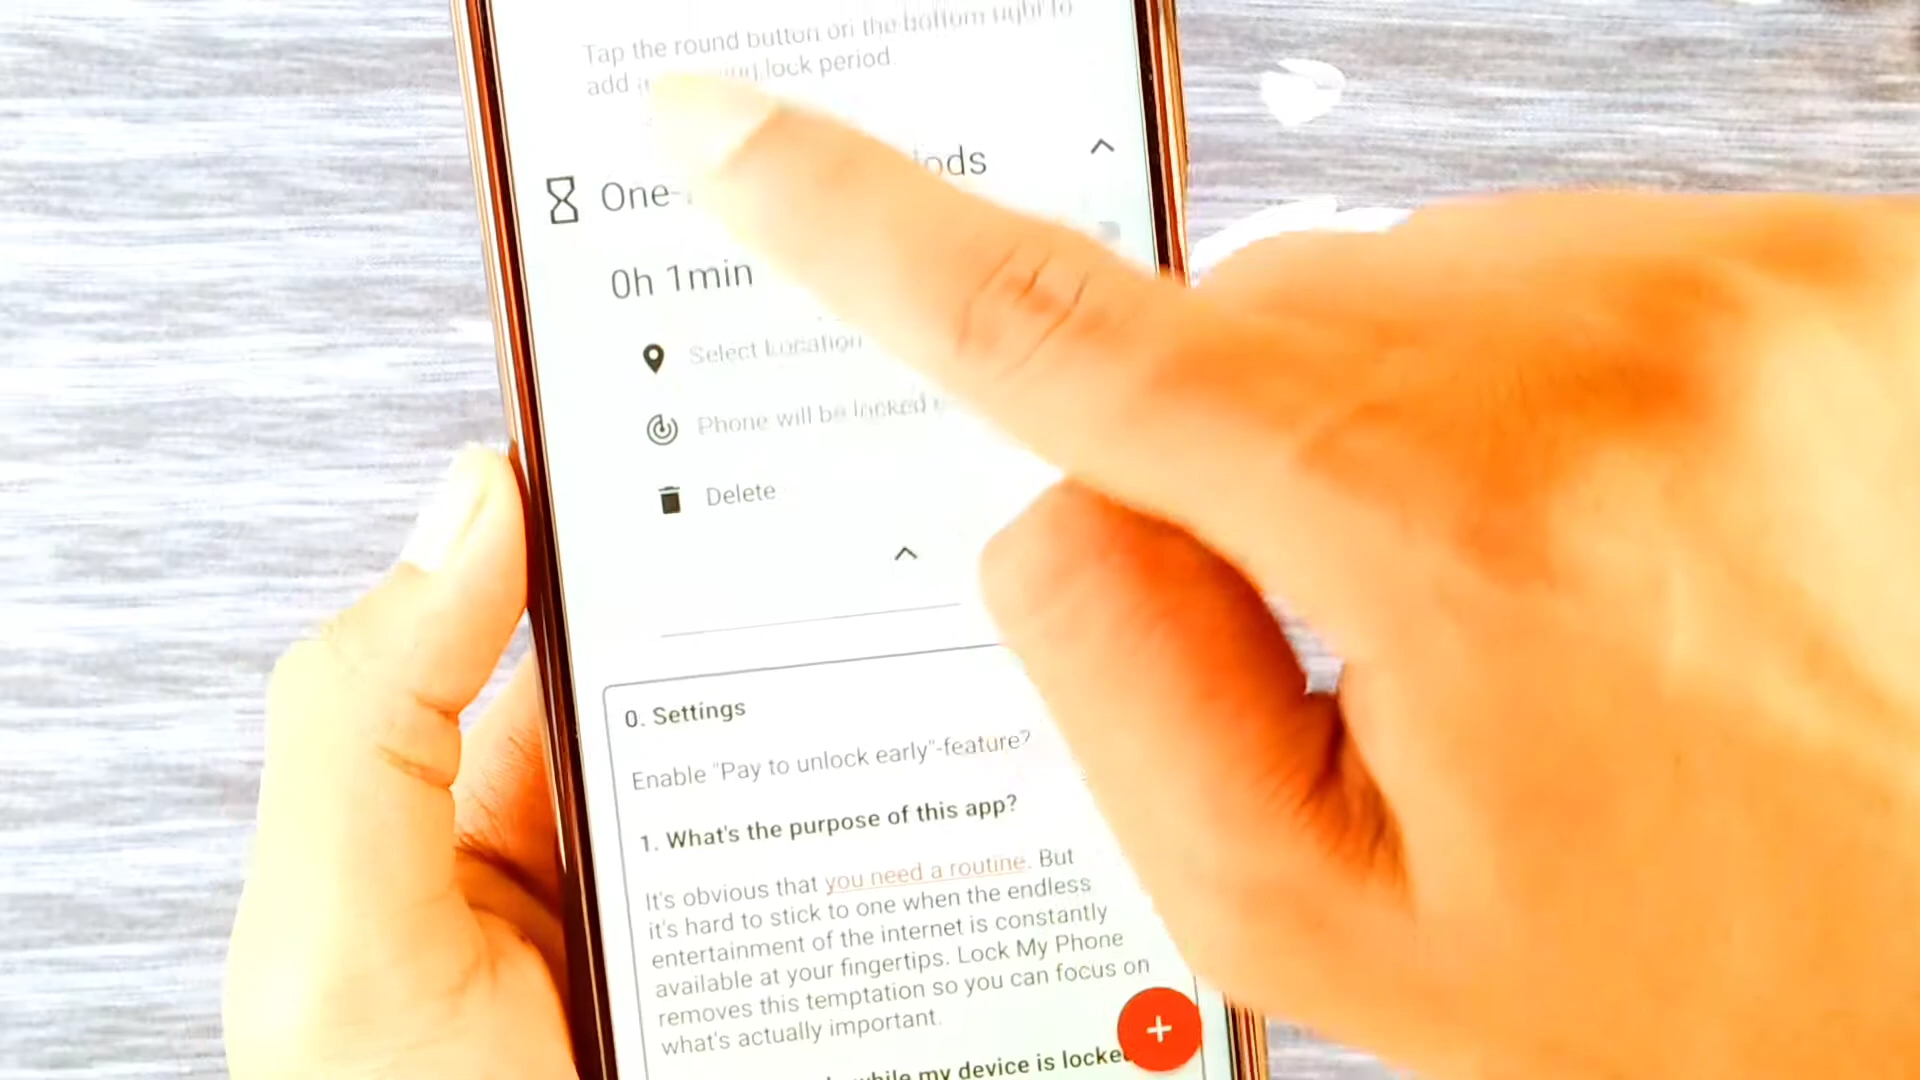 Tap the round button on the bottom right to
add lock period.
One-
0h 1min
Select Location
Phone will be locked
Delete
0. Settings
Enable "Pay to unlock early"-feature?
1. What's the purpose of this app?
It's obvious that you need a routine. But
it's hard to stick to one when the endless
entertainment of the internet is constantly
available at your fingertips. Lock My Phone
removes this temptation so you can focus on
what's actually important.
while my device is locked